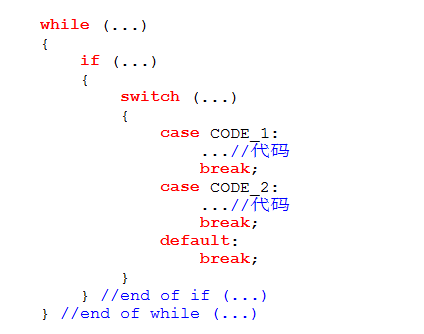 while (...)
{
if (...)
{
switch (...)
{
case CODE_1:
...//代码
break;
case CODE_2:
...//代码
break;
default:
break;
}
} //end of if (...)
} //end of while (...)